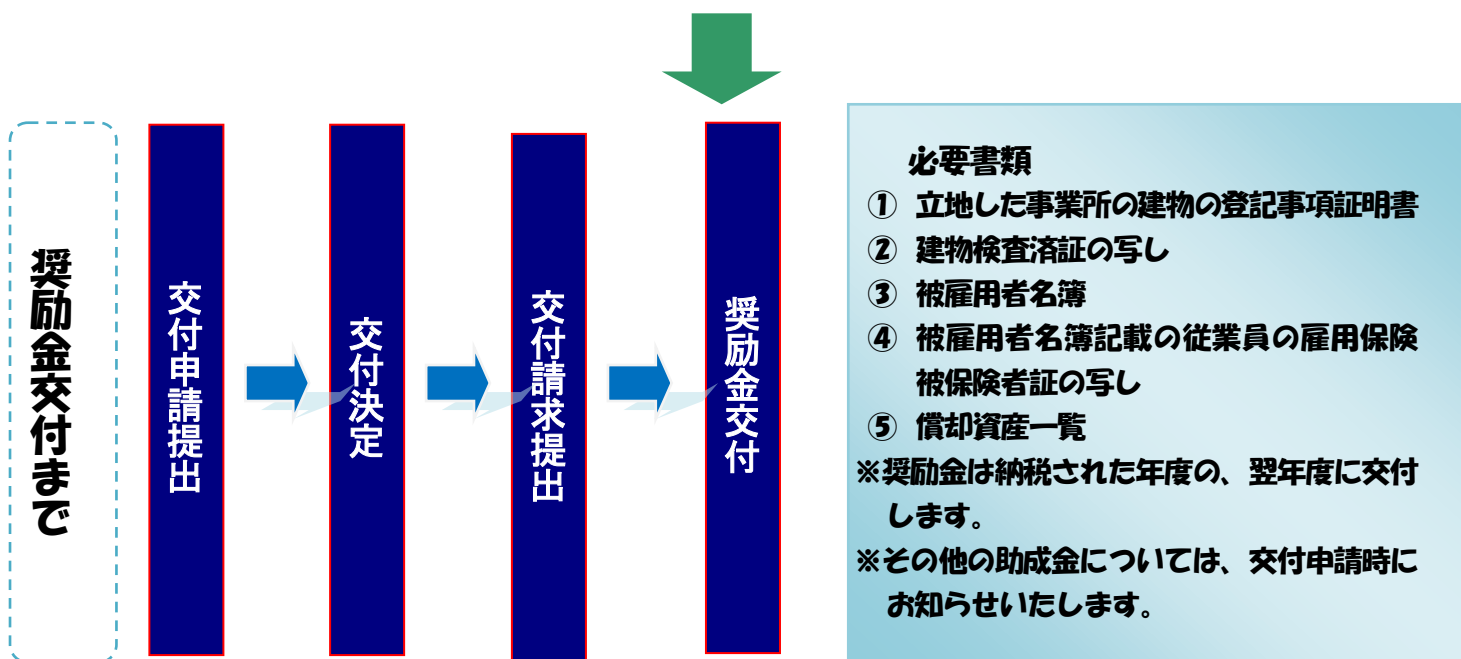 奨励金交付まで
交付申請提出
交付決定
交付請求提出
奨励金交付
必要書類
① 立地した事業所の建物の登記事項証明書
② 建物検査済証の写し
③ 被雇用者名簿
④ 被雇用者名簿記載の従業員の雇用保険
被保険者証の写し
⑤ 償却資産一覧
※奨励金は納税された年度の、翌年度に交付
します。
※その他の助成金については、交付申請時に
お知らせいたします。